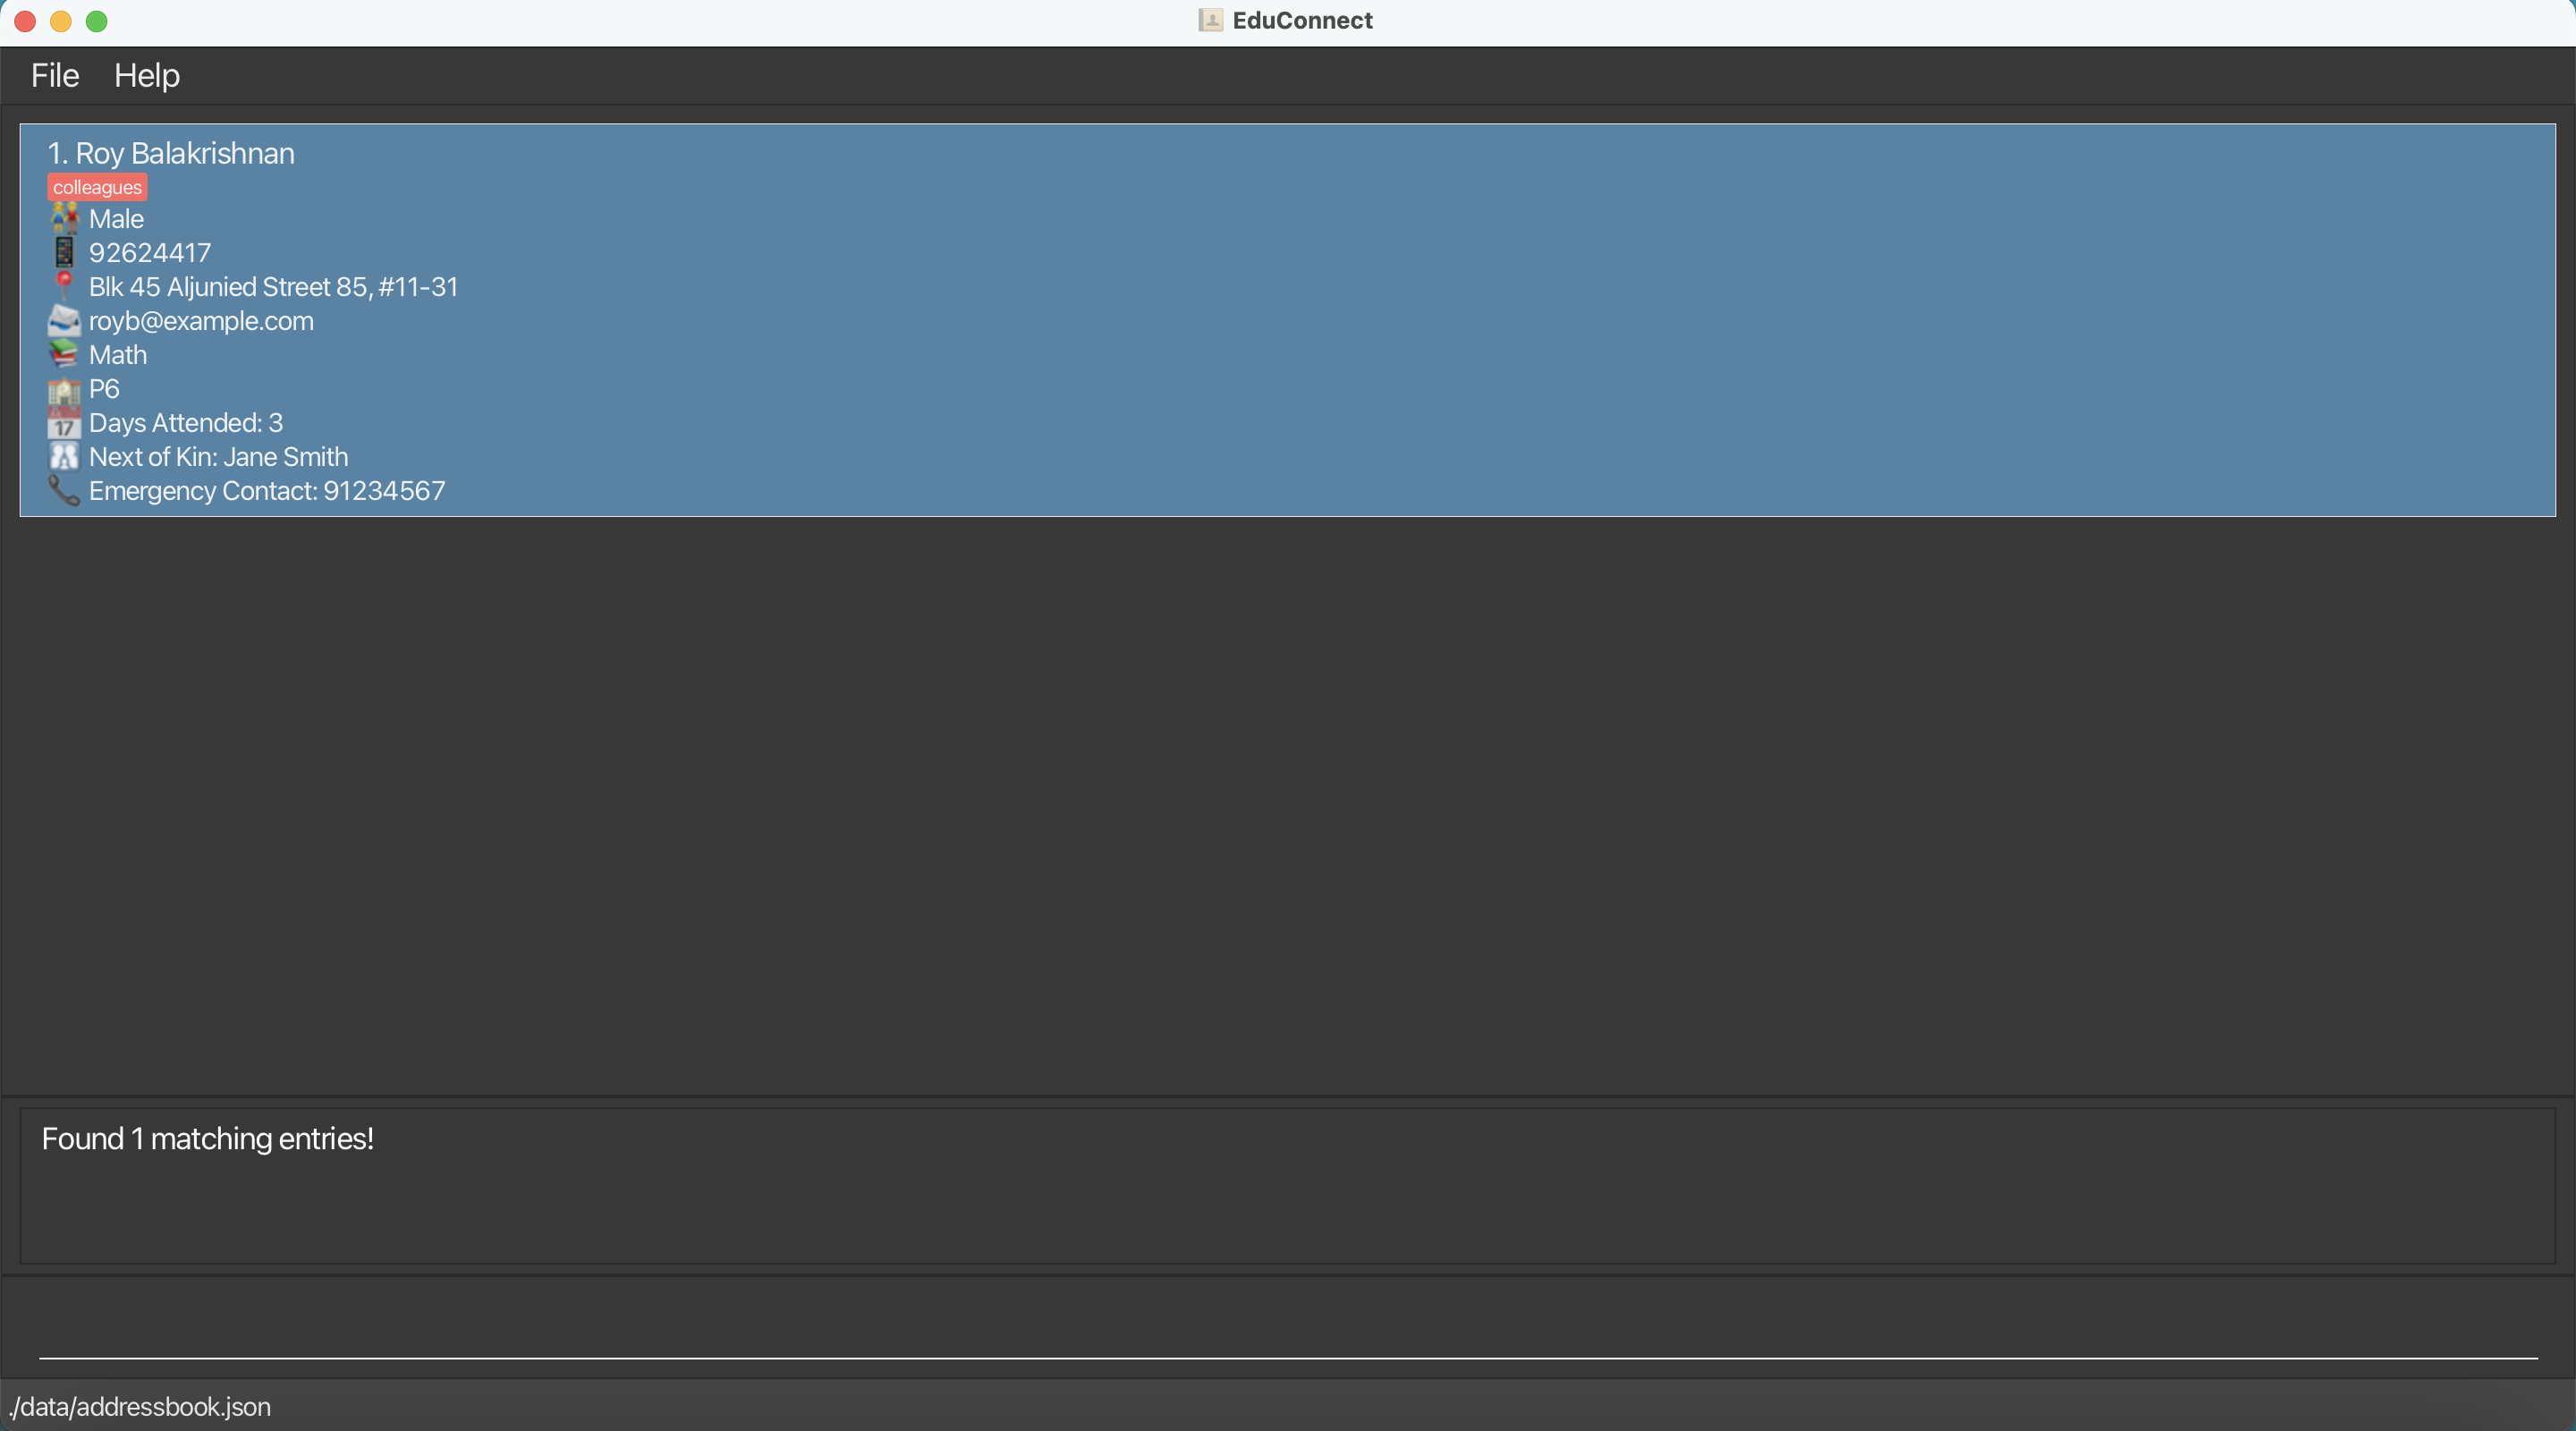 EduConnect
File Help
1. Roy Balakrishnan
colleagues
Male
92624417
Blk 45 Aljunied Street 85, #11-31
royb@example.com
Math
P6
17 Days Attended: 3
Next of Kin: Jane Smith
Emergency Contact: 91234567
Found 1 matching entries!
./data/addressbook.json